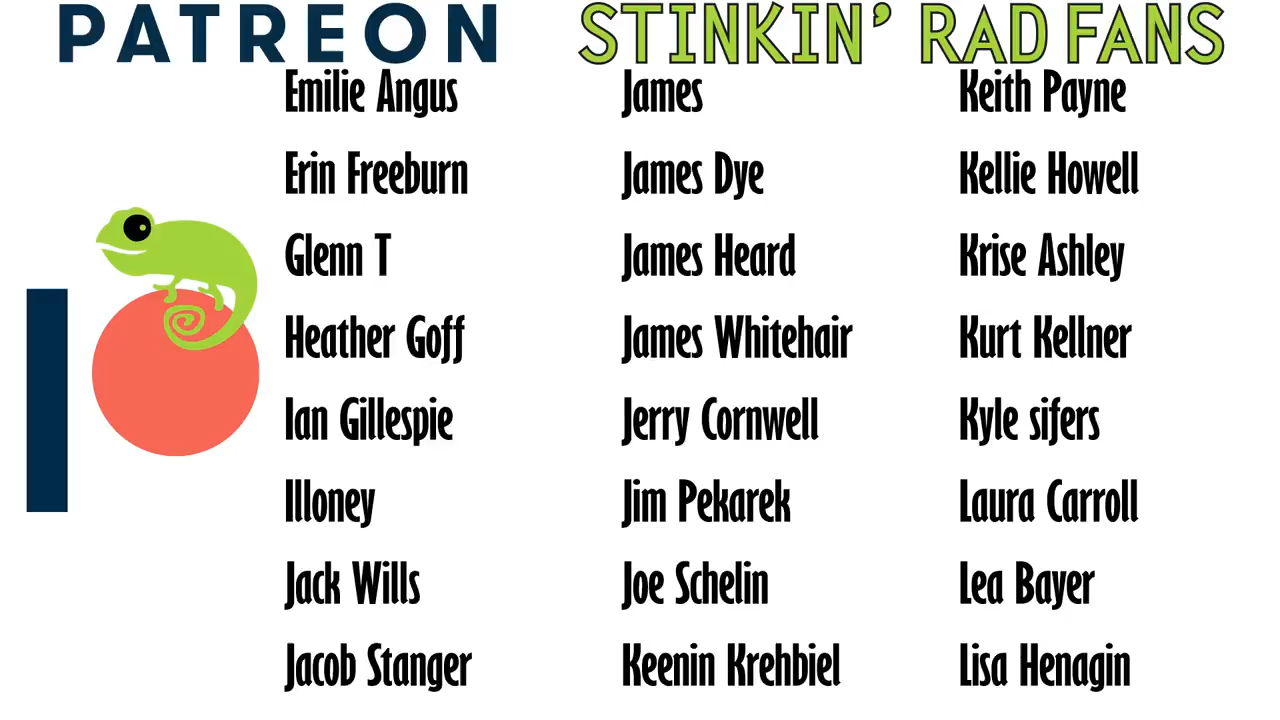 PATREON STINKIN' RAD FANS
Emilie Angus
Erin Freeburn
Glenn T
Heather Goff
Ian Gillespie
Illoney
Jack Wills
Jacob Stanger
James
James Dye
James Heard
James Whitehair
Jerry Cornwell
Jim Pekarek
Joe Schelin
Keenin Krehbiel
Keith Payne
Kellie Howell
Krise Ashley
Kurt Kellner
Kyle sifers
Laura Carroll
Lea Bayer
Lisa Henagin